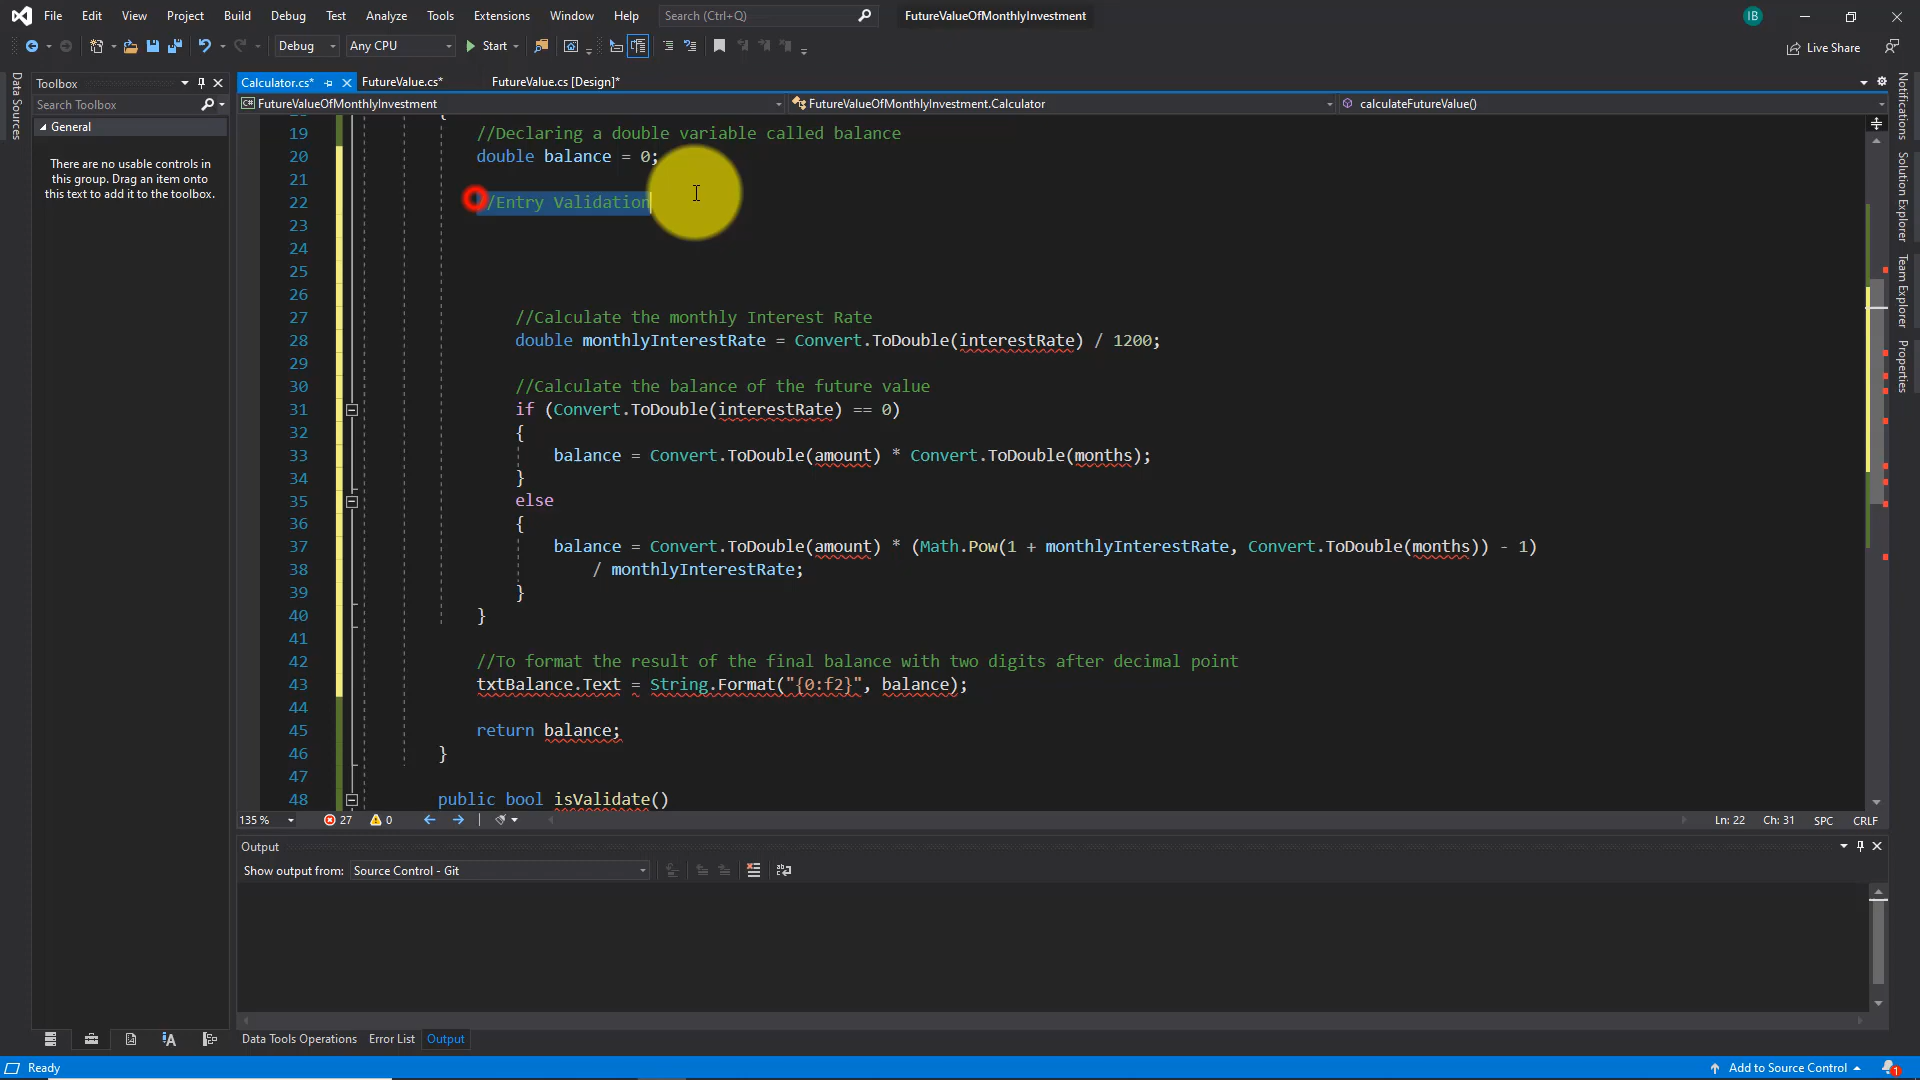 File Edit View Project Build Debug Test Analyze Tools Extensions Window Help Search (Ctrl+Q) FutureValueOfMonthlyInvestment IB
Debug Any CPU Start Live Share
Data Sources
Toolbox
Search Toolbox
General
There are no usable controls in
this group. Drag an item onto
this text to add it to the toolbox.
Calculator.cs* FutureValue.cs* FutureValue.cs [Design]*
C# FutureValueOfMonthlyInvestment FutureValueOfMonthlyInvestment.Calculator calculateFutureValue()
19 //Declaring a double variable called balance
20 double balance = 0;
21
22 //Entry Validation
23
24
25
26
27 //Calculate the monthly Interest Rate
28 double monthlyInterestRate = Convert.ToDouble(interestRate) / 1200;
29
30 //Calculate the balance of the future value
31 if (Convert.ToDouble(interestRate) == 0)
32 {
33 balance = Convert.ToDouble(amount) * Convert.ToDouble(months);
34 }
35 else
36 {
37 balance = Convert.ToDouble(amount) * (Math.Pow(1 + monthlyInterestRate, Convert.ToDouble(months)) - 1)
38 / monthlyInterestRate;
39 }
40 }
41
42 //To format the result of the final balance with two digits after decimal point
43 txtBalance.Text = String.Format("{0:f2}", balance);
44
45 return balance;
46 }
47
48 public bool isValidate()
135 % 27 0 Ln: 22 Ch: 31 SPC CRLF
Output
Show output from: Source Control - Git
Data Tools Operations Error List Output
Ready Add to Source Control 1
Notifications
Solution Explorer
Team Explorer
Properties